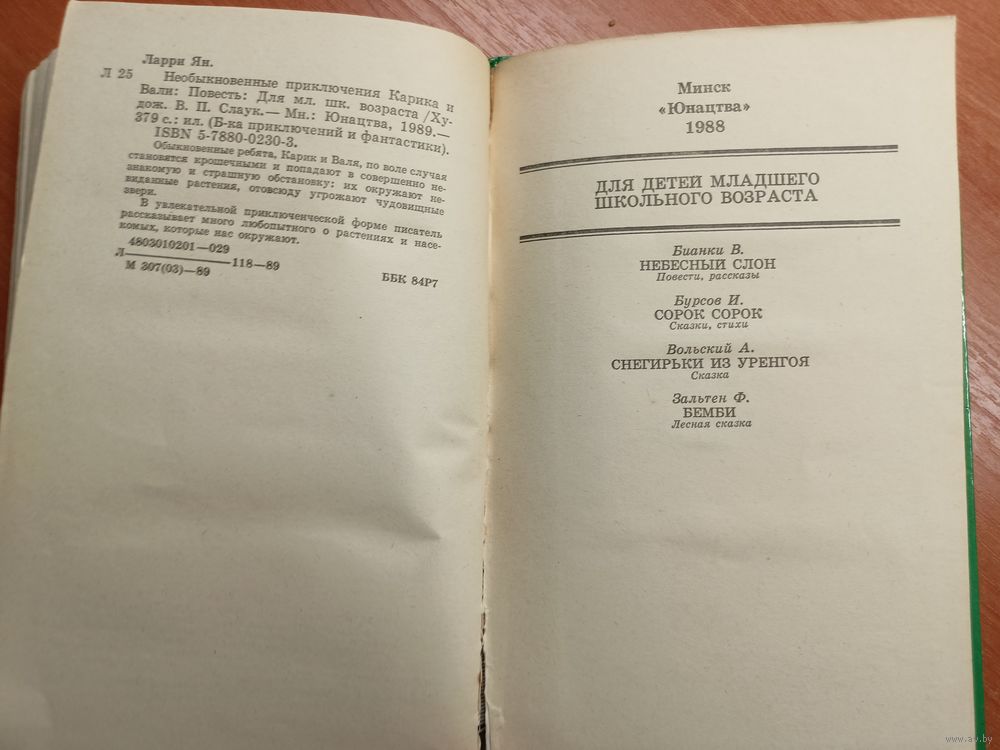 Ларри Ян.
Л 25 Необыкновенные приключения Карика и
Вали: Повесть: Для мл. шк. возраста /Ху-
дож. В. П. Слаук.— Мн.: Юнацтва, 1989.—
379 с.: ил. (Б-ка приключений и фантастики).
ISBN 5-7880-0230-3.
Обыкновенные ребята, Карик и Валя, по воле случая
становятся крошечными и попадают в совершенно не-
знакомую и страшную обстановку: их окружают не-
виданные растения, отовсюду угрожают чудовищные
звери.
В увлекательной приключенческой форме писатель
рассказывает много любопытного о растениях и насе-
комых, которые нас окружают.
4803010201—029
Л—118—89
М 307(03)—89
ББК 84Р7
Минск
«Юнацтва»
1988
ДЛЯ ДЕТЕЙ МЛАДШЕГО
ШКОЛЬНОГО ВОЗРАСТА
Бианки В.
НЕБЕСНЫЙ СЛОН
Повести, рассказы
Бурсов И.
СОРОК СОРОК
Сказки, стихи
Вольский А.
СНЕГИРЬКИ ИЗ УРЕНГОЯ
Сказка
Зальтен Ф.
БЕМБИ
Лесная сказка
www.ay.by